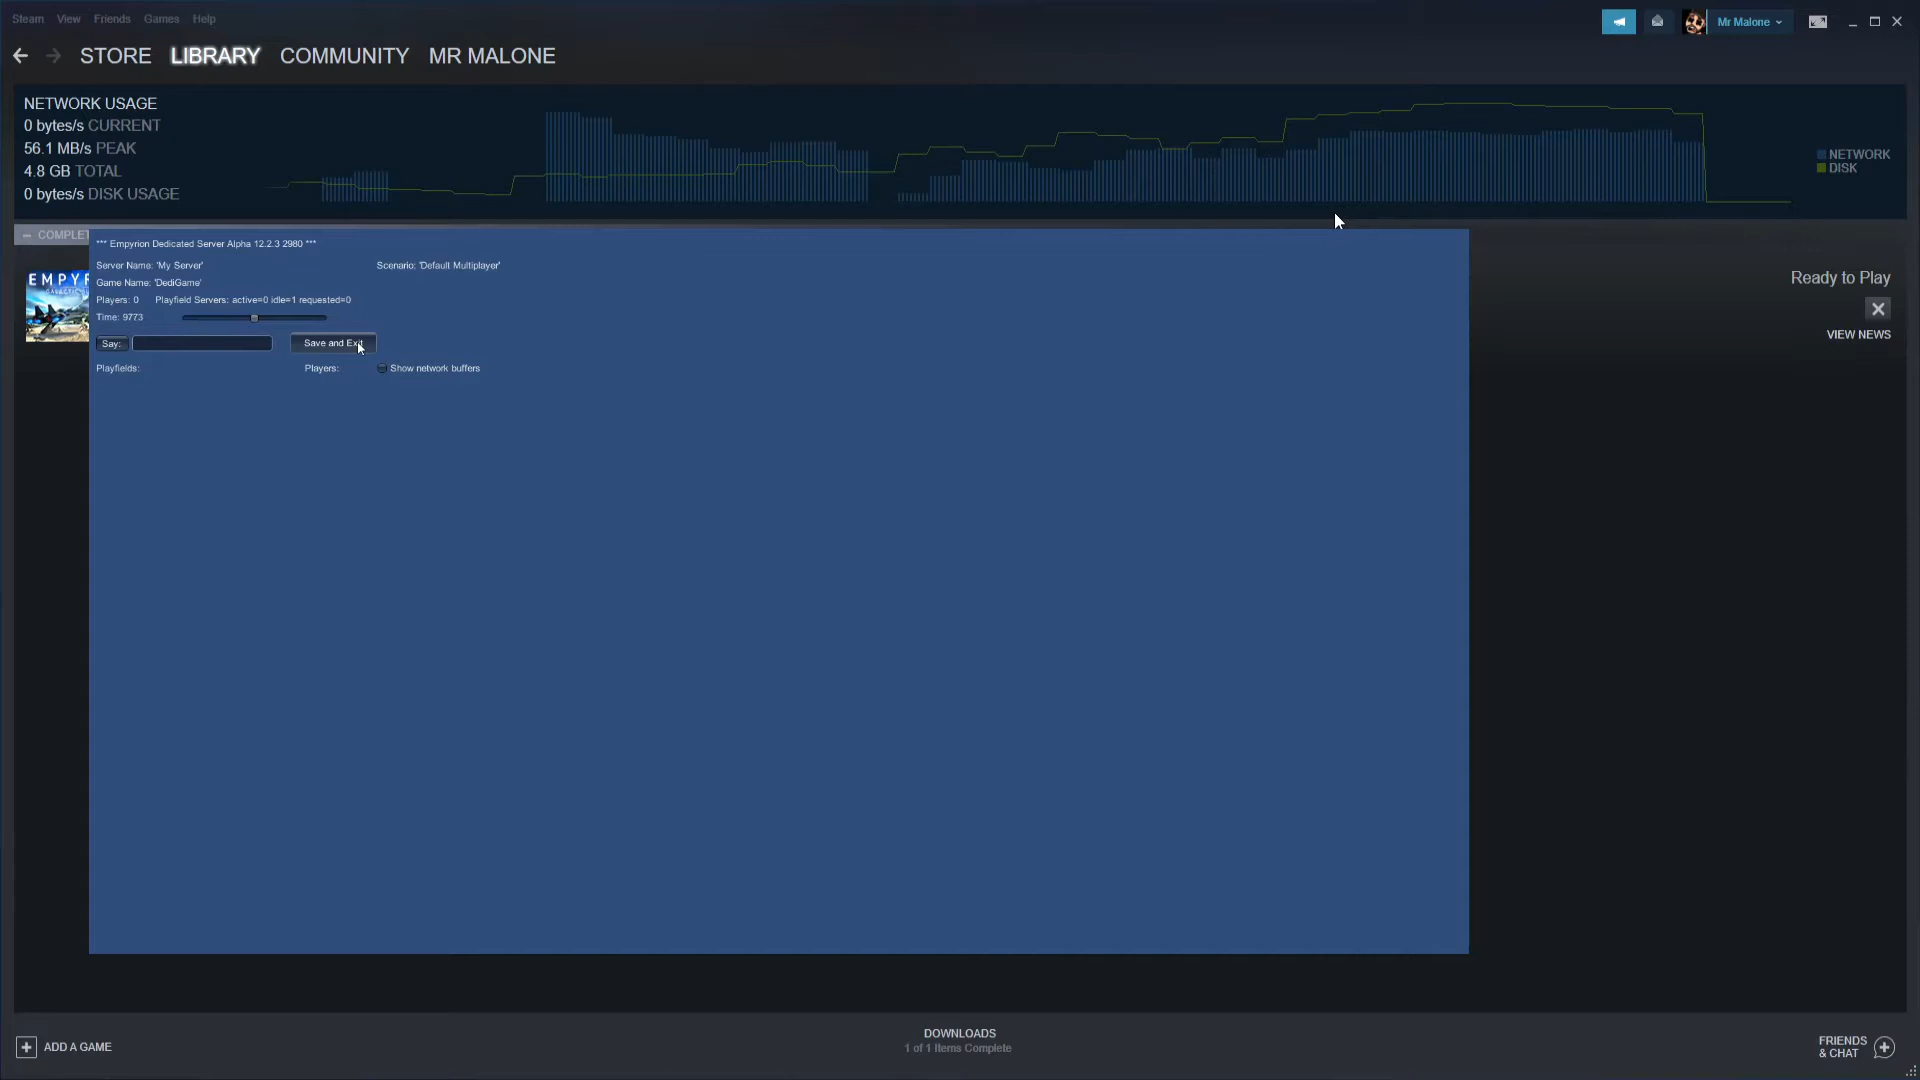 Steam View Friends Games Help
Mr Malone
STORE LIBRARY COMMUNITY MR MALONE
NETWORK USAGE
0 bytes/s CURRENT
56.1 MB/s PEAK
4.8 GB TOTAL
0 bytes/s DISK USAGE
NETWORK
DISK
COMPLET
*** Empyrion Dedicated Server Alpha 12.2.3 2980 ***
Server Name: 'My Server' Scenario: 'Default Multiplayer'
Game Name: 'DediGame'
Players: 0 Playfield Servers: active=0 idle=1 requested=0
Time: 9773
Say: Save and Exit
Playfields: Players: Show network buffers
EMPYR
Ready to Play
VIEW NEWS
ADD A GAME
DOWNLOADS
1 of 1 Items Complete
FRIENDS
& CHAT